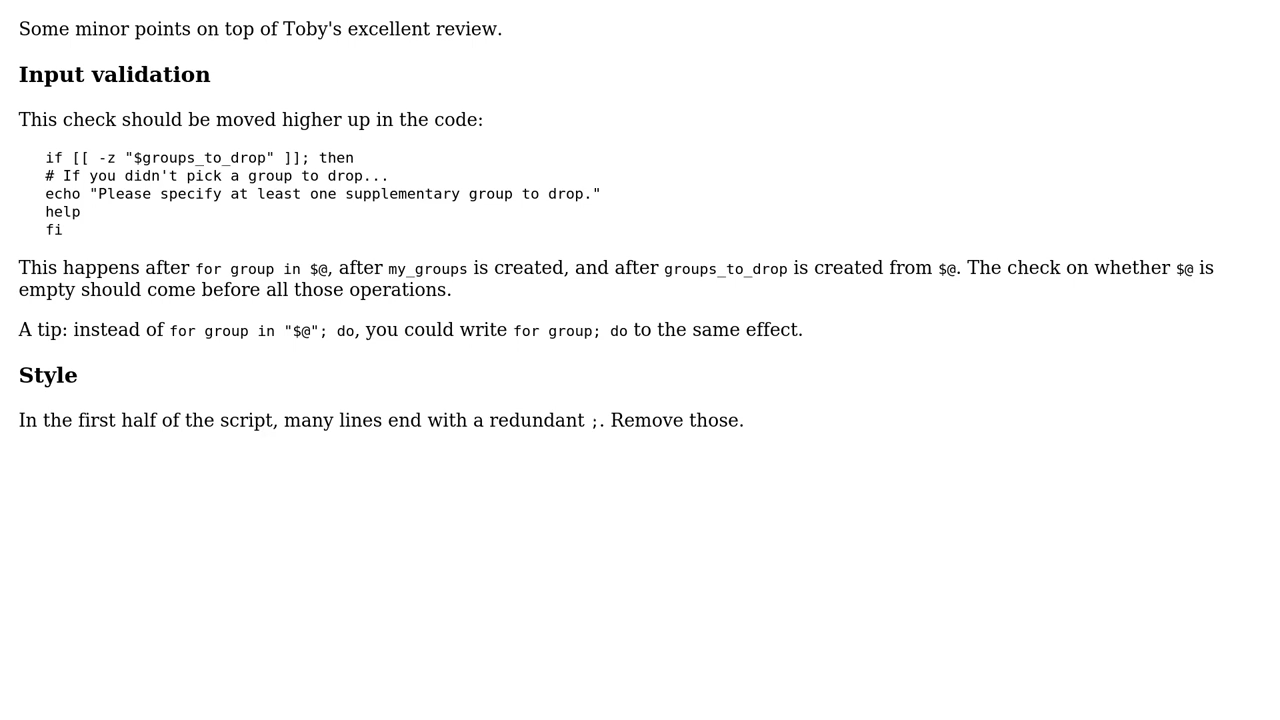 Some minor points on top of Toby's excellent review.
Input validation
This check should be moved higher up in the code:
if [[ -z "$groups_to_drop" ]]; then
# If you didn't pick a group to drop...
echo "Please specify at least one supplementary group to drop."
help
fi
This happens after for group in $@, after my_groups is created, and after groups_to_drop is created from $@. The check on whether $@ is
empty should come before all those operations.
A tip: instead of for group in "$@"; do, you could write for group; do to the same effect.
Style
In the first half of the script, many lines end with a redundant ;. Remove those.